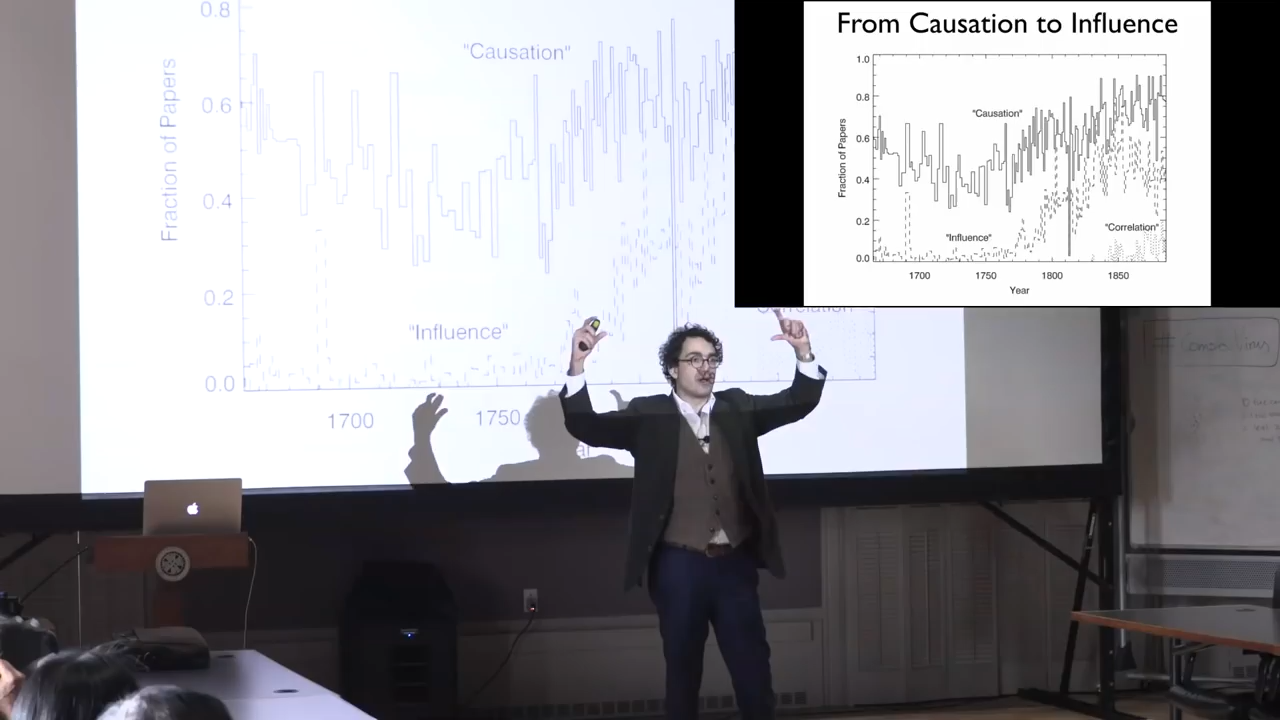 0.8
"Causation"
Fraction of Papers
0.6
0.4
0.2
"Influence"
0.0
1700
1750
From Causation to Influence
1.0
"Causation"
0.8
Fraction of Papers
0.6
0.4
0.2
"Influence"
"Correlation"
0.0
1700
1750
1800
1850
Year